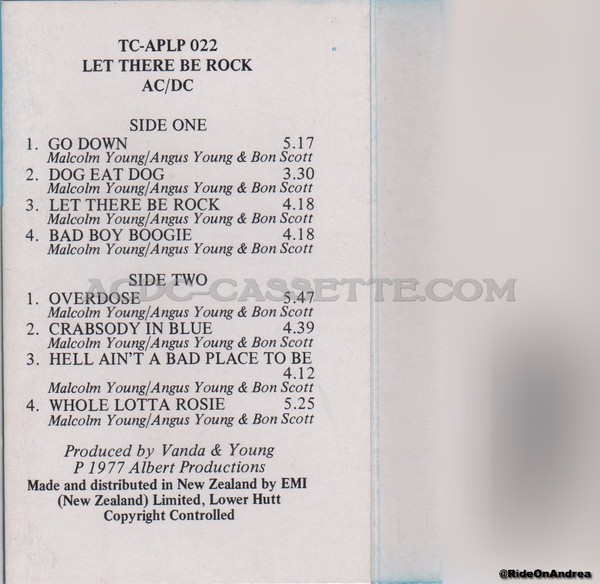 TC-APLP 022
LET THERE BE ROCK
AC/DC
SIDE ONE
1. GO DOWN 5.17
Malcolm Young/Angus Young & Bon Scott
2. DOG EAT DOG 3.30
Malcolm Young/Angus Young & Bon Scott
3. LET THERE BE ROCK 4.18
Malcolm Young/Angus Young & Bon Scott
4. BAD BOY BOOGIE 4.18
Malcolm Young/Angus Young & Bon Scott
SIDE TWO
ACDC-CASSETTE.COM
1. OVERDOSE 5.47
Malcolm Young/Angus Young & Bon Scott
2. CRABSODY IN BLUE 4.39
Malcolm Young/Angus Young & Bon Scott
3. HELL AIN'T A BAD PLACE TO BE
4.12
Malcolm Young/Angus Young & Bon Scott
4. WHOLE LOTTA ROSIE 5.25
Malcolm Young/Angus Young & Bon Scott
Produced by Vanda & Young
P 1977 Albert Productions
Made and distributed in New Zealand by EMI
(New Zealand) Limited, Lower Hutt
Copyright Controlled
@RideOnAndrea